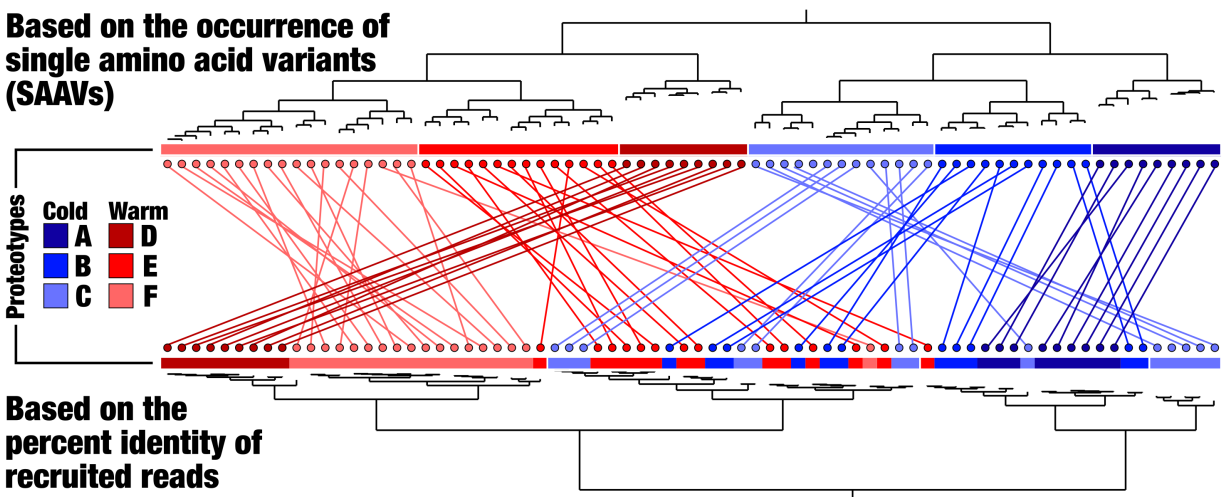 Based on the occurrence of
single amino acid variants
(SAAVs)
Proteotypes
Cold Warm
A D
B E
C F
Based on the
percent identity of
recruited reads